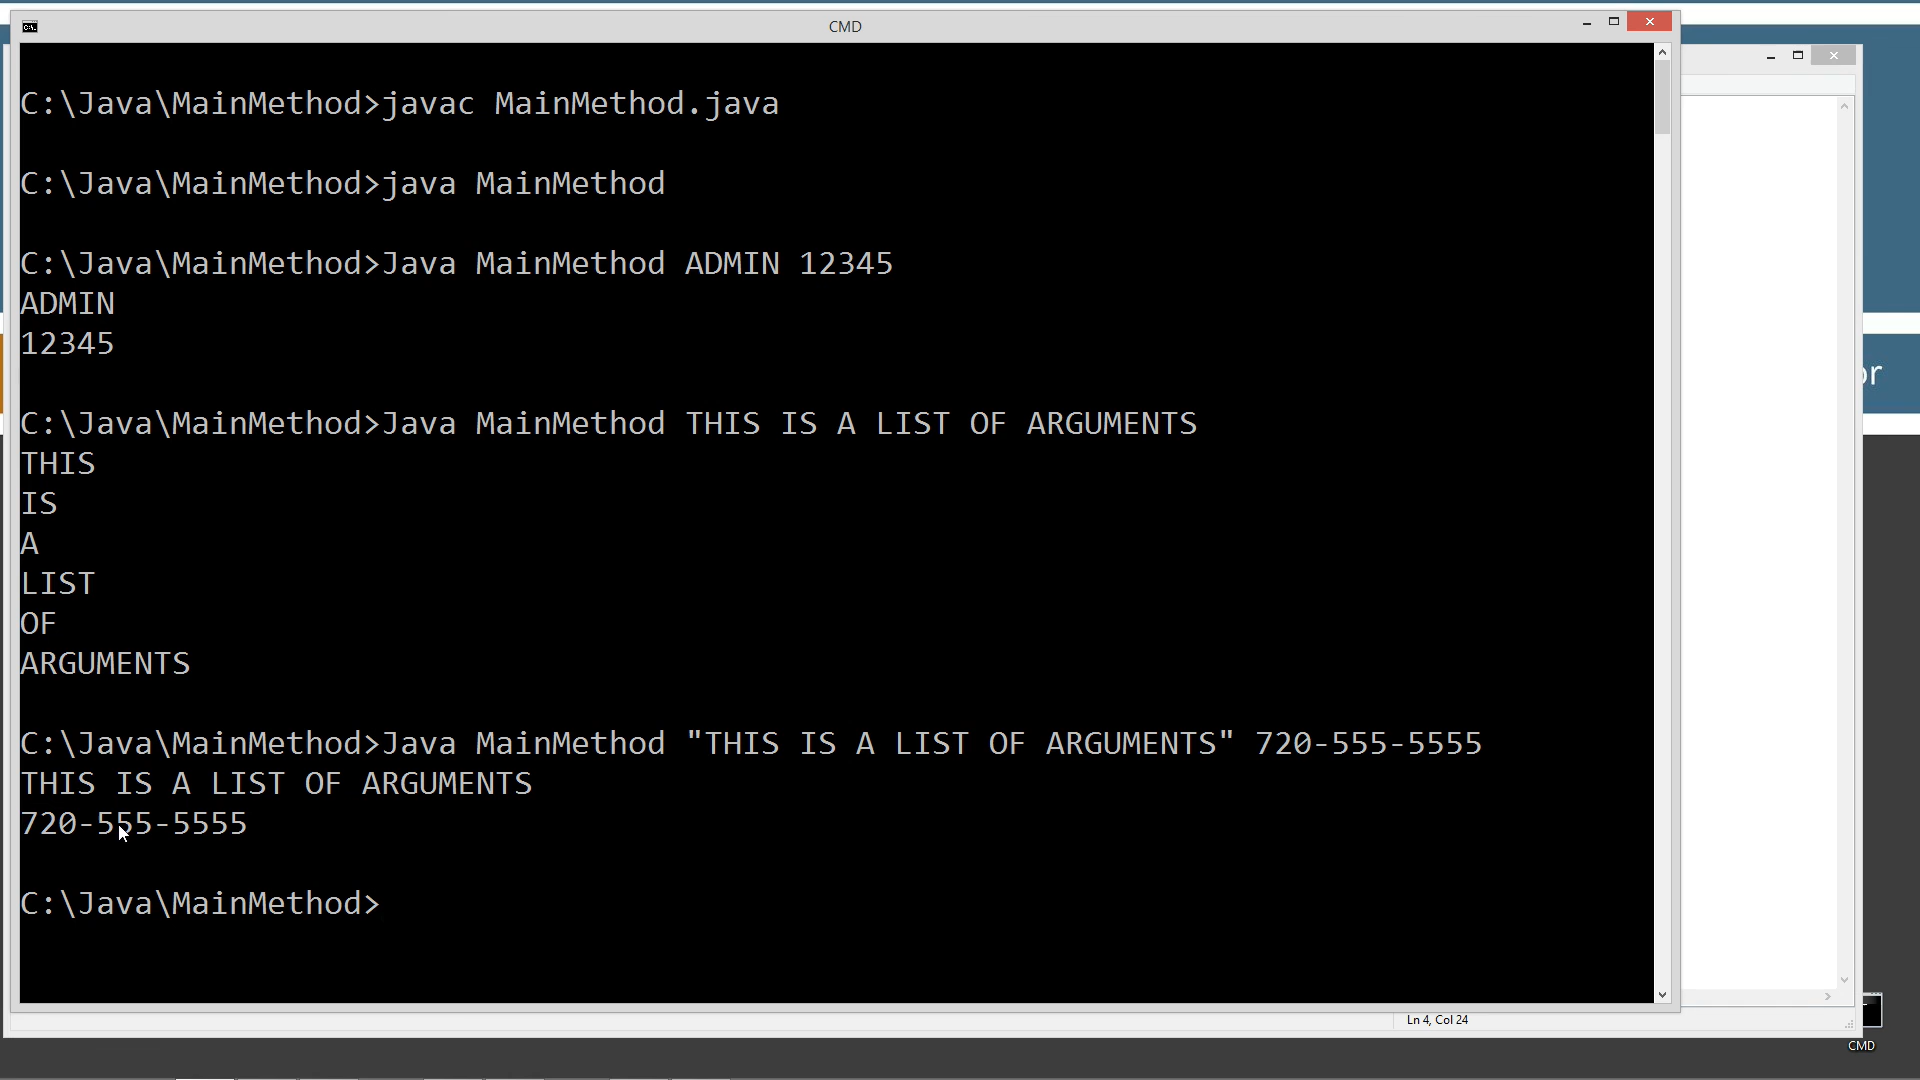 CMD
C:\Java\MainMethod>javac MainMethod.java
C:\Java\MainMethod>java MainMethod
C:\Java\MainMethod>Java MainMethod ADMIN 12345
ADMIN
12345
C:\Java\MainMethod>Java MainMethod THIS IS A LIST OF ARGUMENTS
THIS
IS
A
LIST
OF
ARGUMENTS
C:\Java\MainMethod>Java MainMethod "THIS IS A LIST OF ARGUMENTS" 720-555-5555
THIS IS A LIST OF ARGUMENTS
720-555-5555
C:\Java\MainMethod>
Ln 4, Col 24
CMD